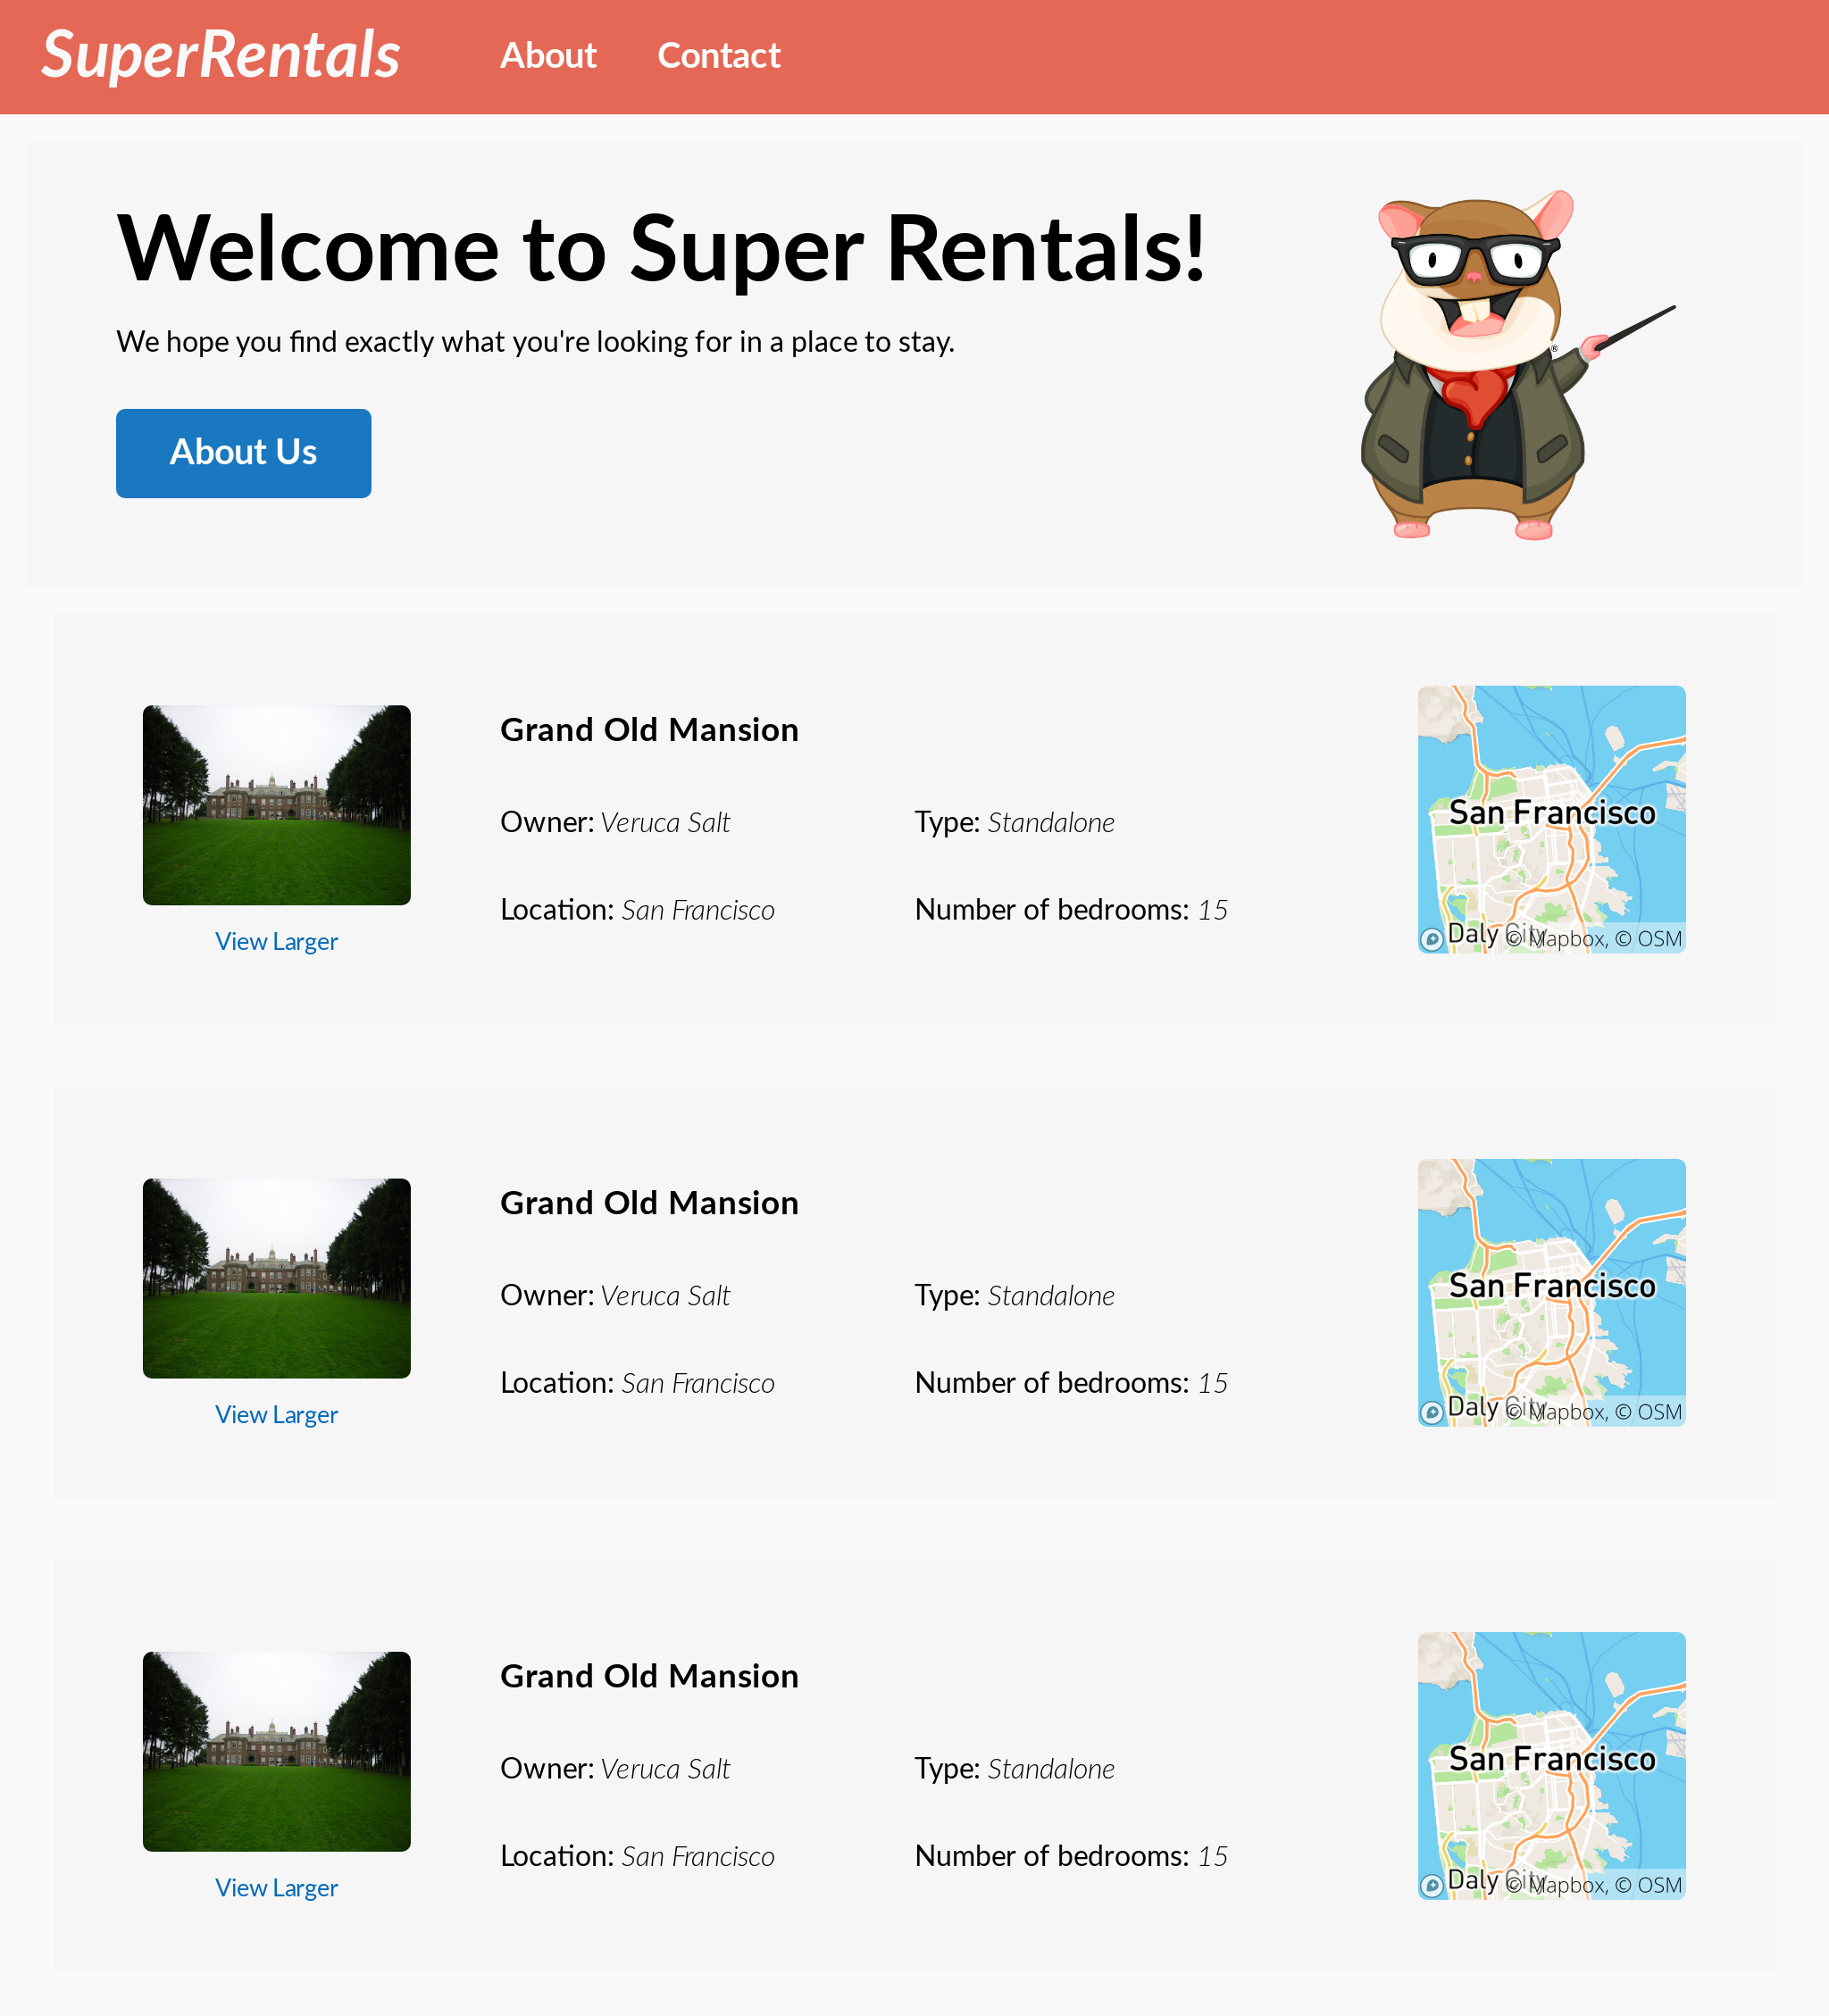 SuperRentals
About
Contact
Welcome to Super Rentals!
We hope you find exactly what you're looking for in a place to stay.
About Us
®
Grand Old Mansion
Owner: Veruca Salt
Type: Standalone
Location: San Francisco
Number of bedrooms: 15
View Larger
San Francisco
Daly City
© Mapbox, © OSM
Grand Old Mansion
Owner: Veruca Salt
Type: Standalone
Location: San Francisco
Number of bedrooms: 15
View Larger
San Francisco
Daly City
© Mapbox, © OSM
Grand Old Mansion
Owner: Veruca Salt
Type: Standalone
Location: San Francisco
Number of bedrooms: 15
View Larger
San Francisco
Daly City
© Mapbox, © OSM